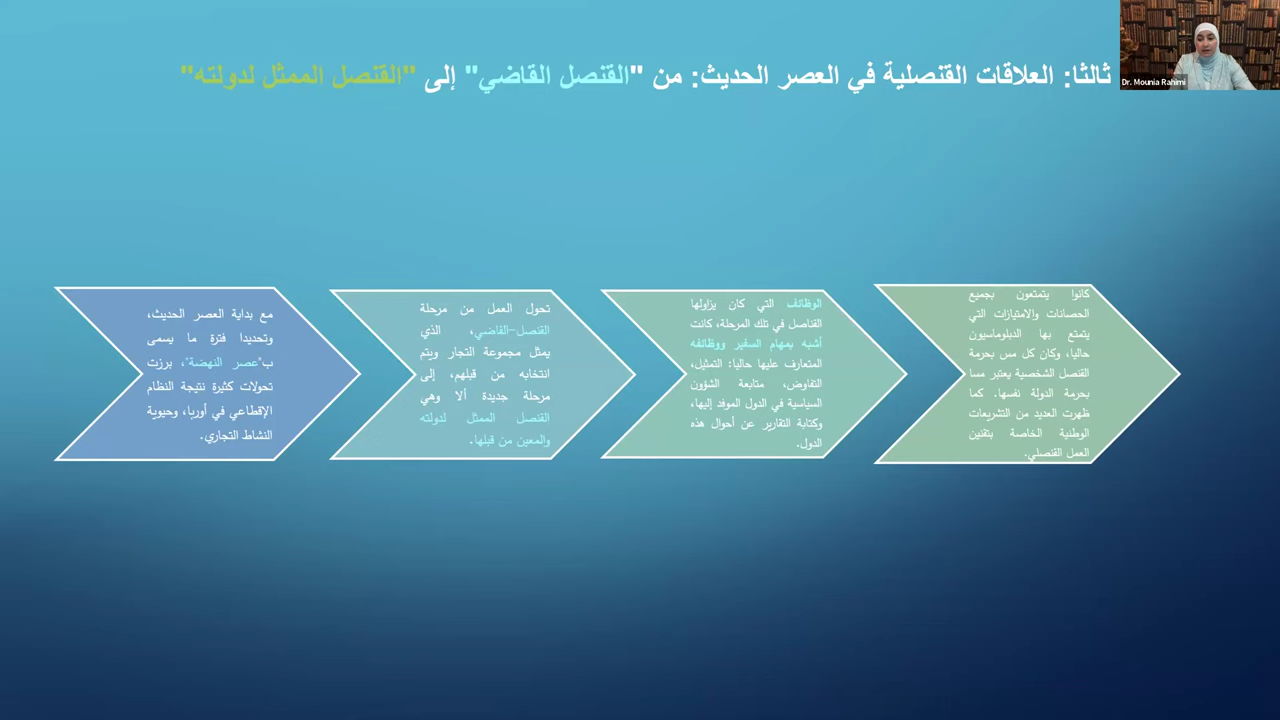 ثالثا: العلاقات القنصلية في العصر الحديث: من "القنصل القاضي" إلى "القنصل الممثل لدولته"
Dr. Mounia Rahimi
مع بداية العصر الحديث،
وتحديدا فترة ما يسمى
ب"عصر النهضة"، برزت
تحولات كثيرة نتيجة النظام
الإقطاعي في أوربا، وحيوية
النشاط التجاري.
تحول العمل من مرحلة
القنصل-القاضي، الذي
يمثل مجموعة التجار ويتم
انتخابه من قبلهم، إلى
مرحلة جديدة ألا وهي
القنصل الممثل لدولته
والمعين من قبلها.
الوظائف التي كان يزاولها
القناصل في تلك المرحلة، كانت
أشبه بمهام السفير ووظائفه
المتعارف عليها حاليا: التمثيل،
التفاوض، متابعة الشؤون
السياسية في الدول الموفد إليها،
وكتابة التقارير عن أحوال هذه
الدول.
كانوا يتمتعون بجميع
الحصانات والامتيازات التي
يتمتع بها الدبلوماسيون
حاليا، وكان كل مس بحرمة
القنصل الشخصية يعتبر مسا
بحرمة الدولة نفسها. كما
ظهرت العديد من التشريعات
الوطنية الخاصة بتقنين
العمل القنصلي.